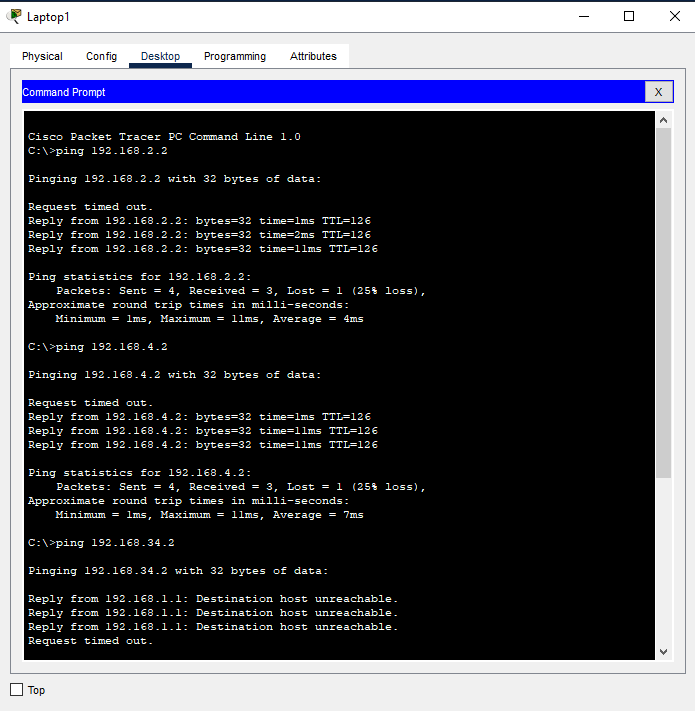 Laptop1
Physical Config Desktop Programming Attributes
Command Prompt X
Cisco Packet Tracer PC Command Line 1.0
C:\>ping 192.168.2.2
Pinging 192.168.2.2 with 32 bytes of data:
Request timed out.
Reply from 192.168.2.2: bytes=32 time=1ms TTL=126
Reply from 192.168.2.2: bytes=32 time=2ms TTL=126
Reply from 192.168.2.2: bytes=32 time=11ms TTL=126
Ping statistics for 192.168.2.2:
Packets: Sent = 4, Received = 3, Lost = 1 (25% loss),
Approximate round trip times in milli-seconds:
Minimum = 1ms, Maximum = 11ms, Average = 4ms
C:\>ping 192.168.4.2
Pinging 192.168.4.2 with 32 bytes of data:
Request timed out.
Reply from 192.168.4.2: bytes=32 time=1ms TTL=126
Reply from 192.168.4.2: bytes=32 time=11ms TTL=126
Reply from 192.168.4.2: bytes=32 time=11ms TTL=126
Ping statistics for 192.168.4.2:
Packets: Sent = 4, Received = 3, Lost = 1 (25% loss),
Approximate round trip times in milli-seconds:
Minimum = 1ms, Maximum = 11ms, Average = 7ms
C:\>ping 192.168.34.2
Pinging 192.168.34.2 with 32 bytes of data:
Reply from 192.168.1.1: Destination host unreachable.
Reply from 192.168.1.1: Destination host unreachable.
Reply from 192.168.1.1: Destination host unreachable.
Request timed out.
Top